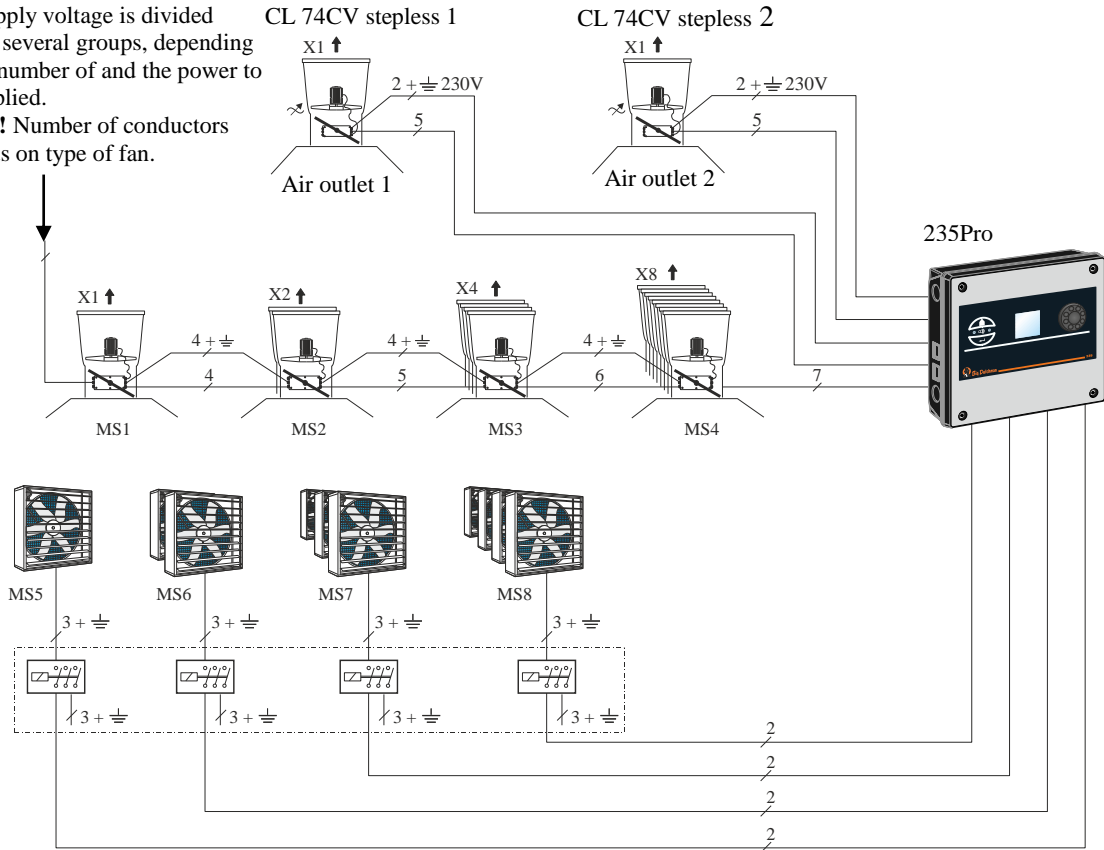 pply voltage is divided
several groups, depending
number of and the power to
plied.
! Number of conductors
s on type of fan.
CL 74CV stepless 1
CL 74CV stepless 2
X1
X1
2 + 230V
2 + 230V
5
5
Air outlet 1
Air outlet 2
235Pro
X1
X2
X4
X8
4 +
4 +
4 +
4
5
6
7
MS1
MS2
MS3
MS4
Big Dutchman
MS5
MS6
MS7
MS8
3 +
3 +
3 +
3 +
3 +
3 +
3 +
3 +
2
2
2
2